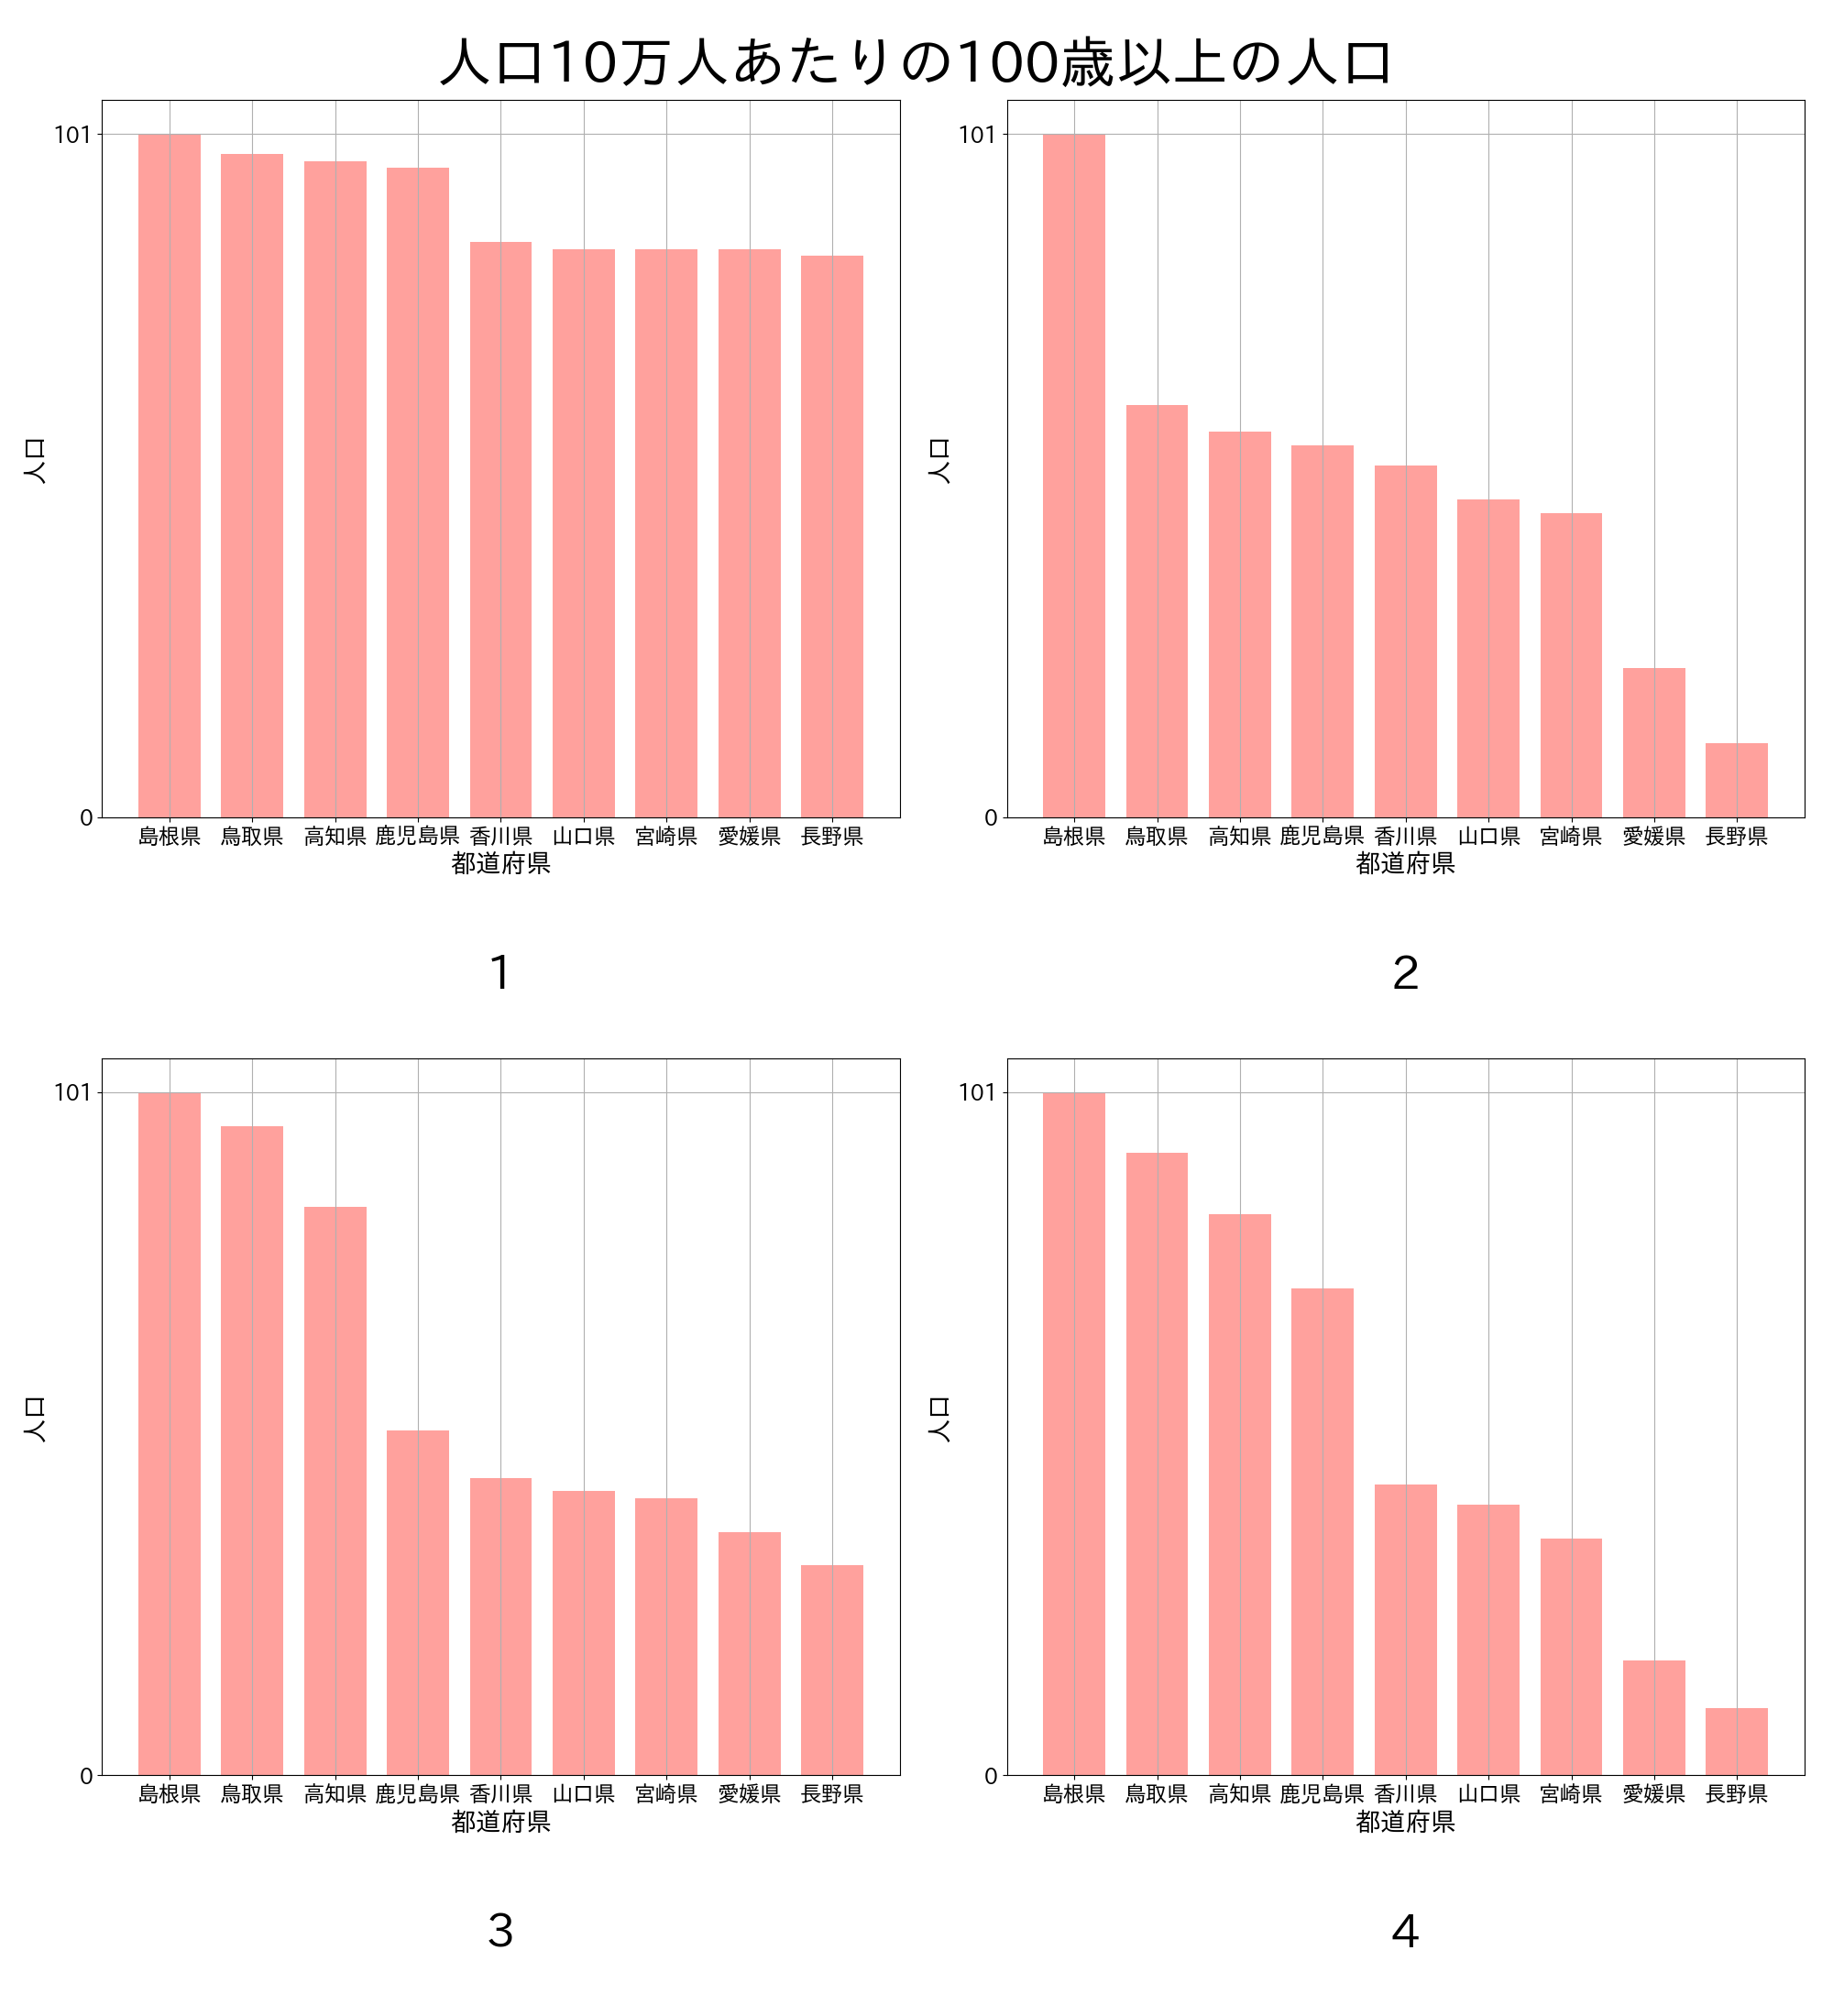 人口10万人あたりの100歳以上の人口
101
0
人口
島根県 鳥取県 高知県 鹿児島県 香川県 山口県 宮崎県 愛媛県 長野県
都道府県
1
101
0
人口
島根県 鳥取県 高知県 鹿児島県 香川県 山口県 宮崎県 愛媛県 長野県
都道府県
2
101
0
人口
島根県 鳥取県 高知県 鹿児島県 香川県 山口県 宮崎県 愛媛県 長野県
都道府県
3
101
0
人口
島根県 鳥取県 高知県 鹿児島県 香川県 山口県 宮崎県 愛媛県 長野県
都道府県
4